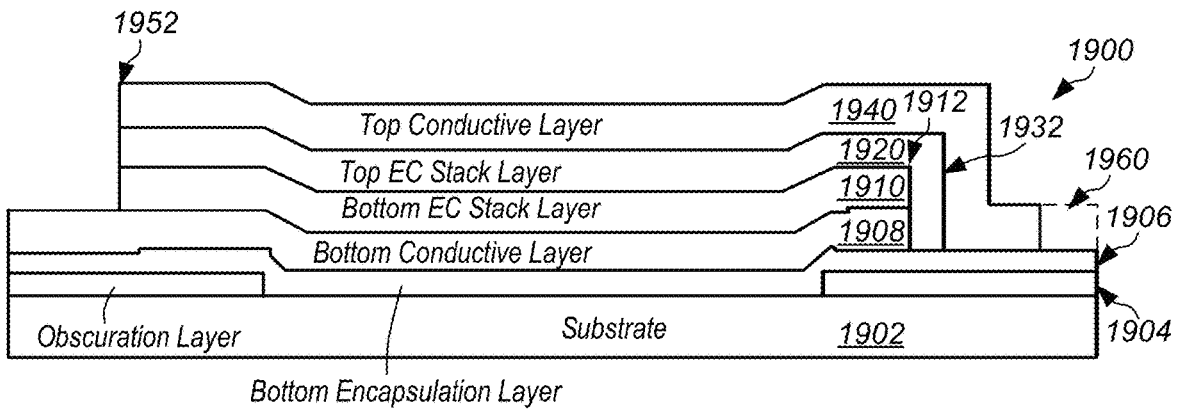 1952
1900
1912
1940
Top Conductive Layer
1932
1920
Top EC Stack Layer
1960
1910
Bottom EC Stack Layer
1906
1908
Bottom Conductive Layer
Obscuration Layer
Substrate
1902
1904
Bottom Encapsulation Layer